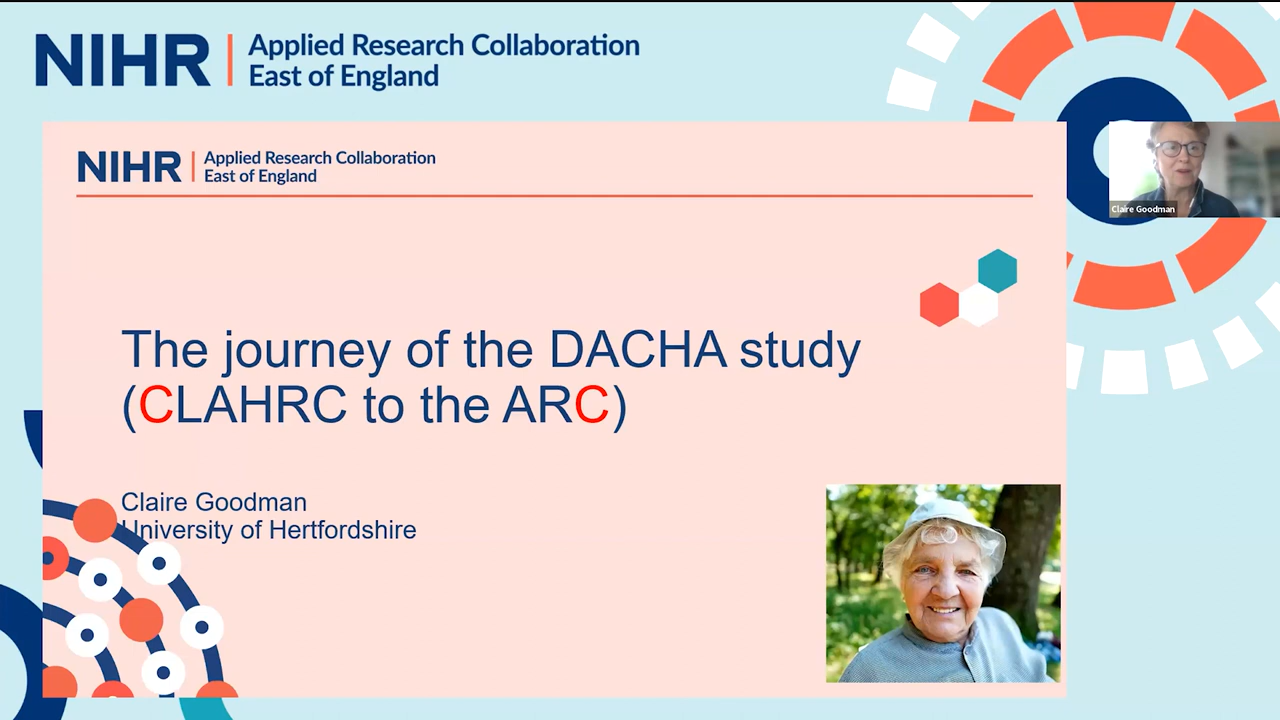 NIHR | Applied Research Collaboration
East of England
NIHR | Applied Research Collaboration
East of England
Claire Goodman
The journey of the DACHA study
(CLAHRC to the ARC)
Claire Goodman
University of Hertfordshire